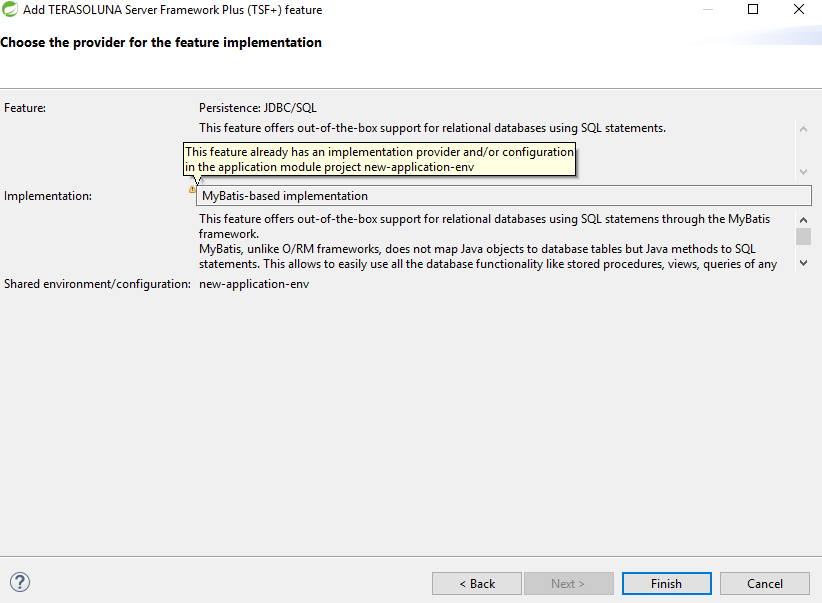 Add TERASOLUNA Server Framework Plus (TSF+) feature
Choose the provider for the feature implementation
Feature:
Persistence: JDBC/SQL
This feature offers out-of-the-box support for relational databases using SQL statements.
This feature already has an implementation provider and/or configuration
in the application module project new-application-env
Implementation:
MyBatis-based implementation
This feature offers out-of-the-box support for relational databases using SQL statemens through the MyBatis
framework.
MyBatis, unlike O/RM frameworks, does not map Java objects to database tables but Java methods to SQL
statements. This allows to easily use all the database functionality like stored procedures, views, queries of any
Shared environment/configuration:
new-application-env
?
< Back
Next >
Finish
Cancel